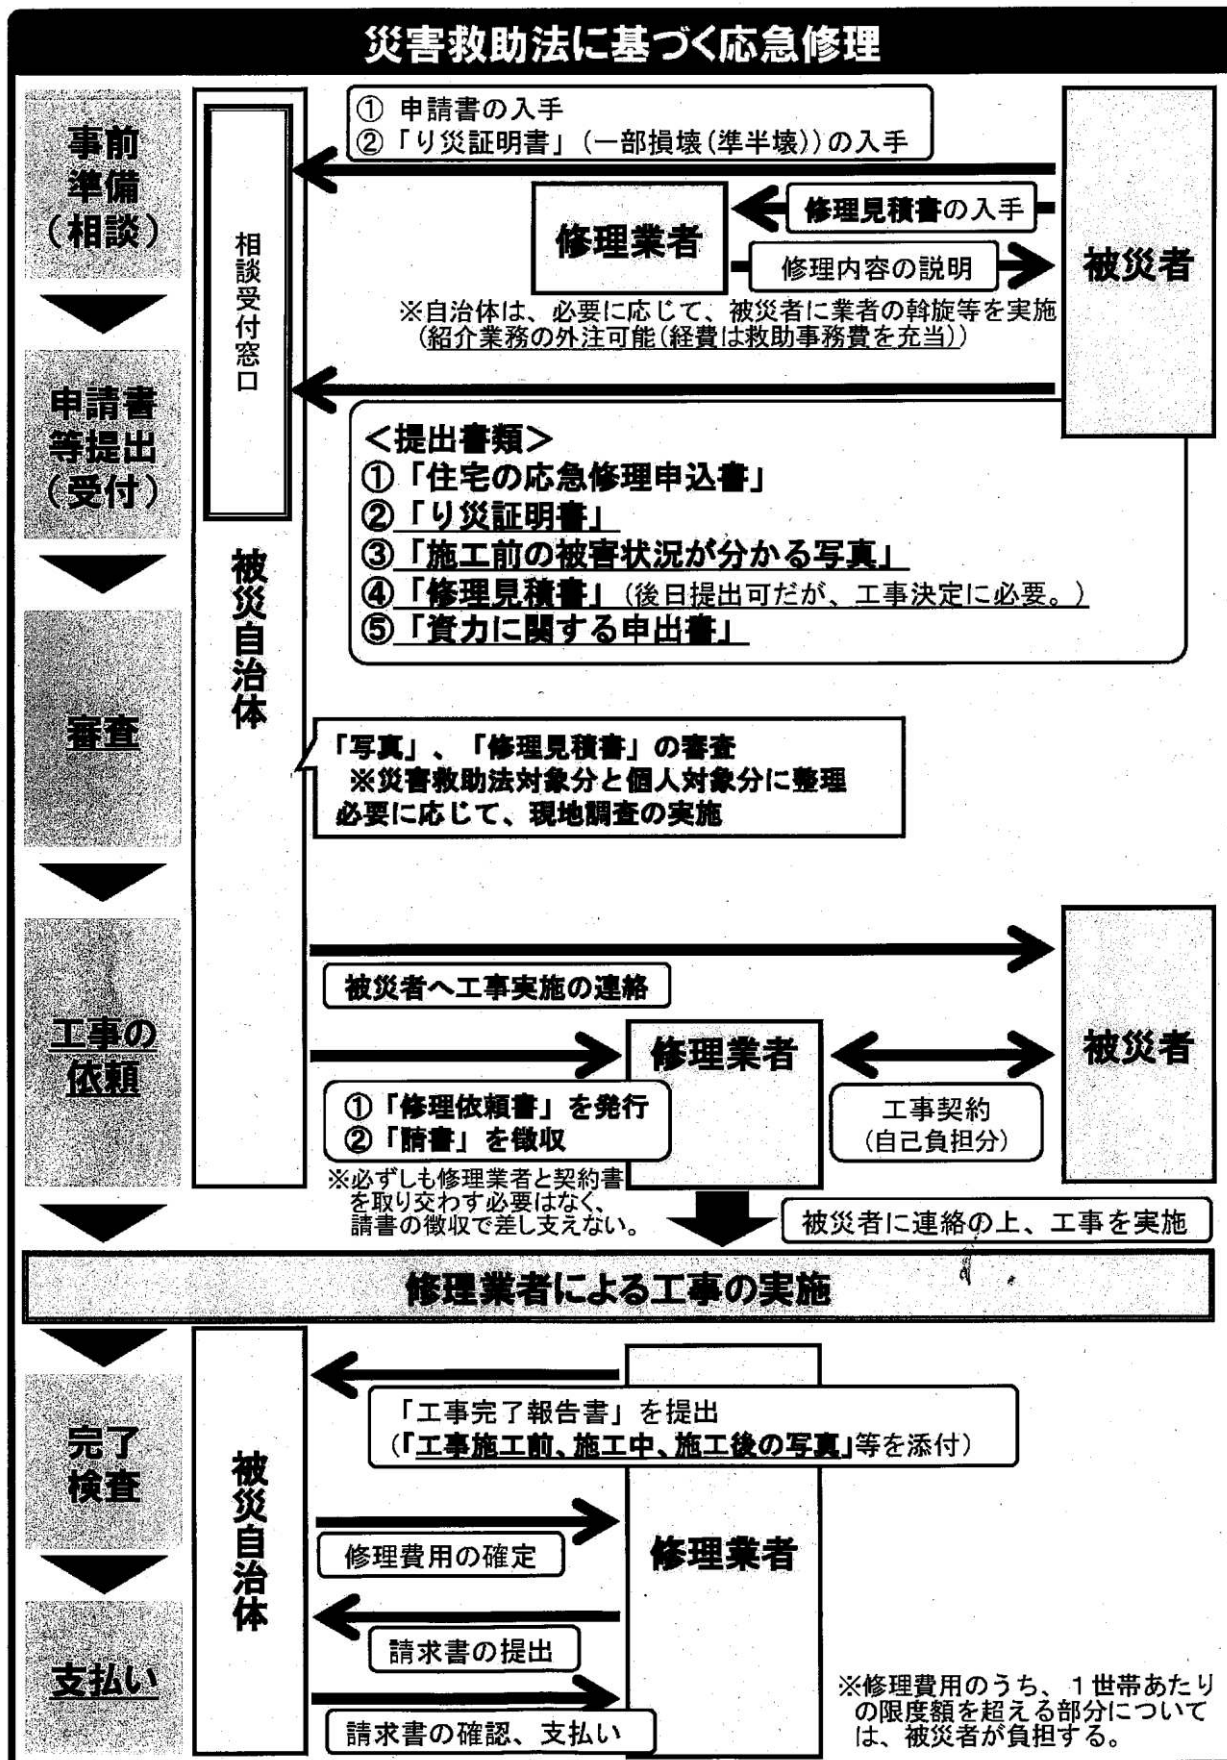 災害救助法に基づく応急修理
事前
準備
(相談)
相談受付窓口
① 申請書の入手
② 「り災証明書」(一部損壊(準半壊))の入手
修理業者
修理見積書の入手
修理内容の説明
被災者
※自治体は、必要に応じて、被災者に業者の斡旋等を実施
(紹介業務の外注可能(経費は救助事務費を充当))
申請書
等提出
(受付)
<提出書類>
①「住宅の応急修理申込書」
②「り災証明書」
③「施工前の被害状況が分かる写真」
④「修理見積書」(後日提出可だが、工事決定に必要。)
⑤「資力に関する申出書」
被災自治体
審査
「写真」、「修理見積書」の審査
※災害救助法対象分と個人対象分に整理
必要に応じて、現地調査の実施
工事の
依頼
被災者へ工事実施の連絡
修理業者
被災者
①「修理依頼書」を発行
②「請書」を徴収
工事契約
(自己負担分)
※必ずしも修理業者と契約書
を取り交わす必要はなく、
請書の徴収で差し支えない。
被災者に連絡の上、工事を実施
修理業者による工事の実施
完了
検査
被災自治体
「工事完了報告書」を提出
(「工事施工前、施工中、施工後の写真」等を添付)
修理費用の確定
修理業者
請求書の提出
支払い
請求書の確認、支払い
※修理費用のうち、1世帯あたり
の限度額を超える部分について
は、被災者が負担する。